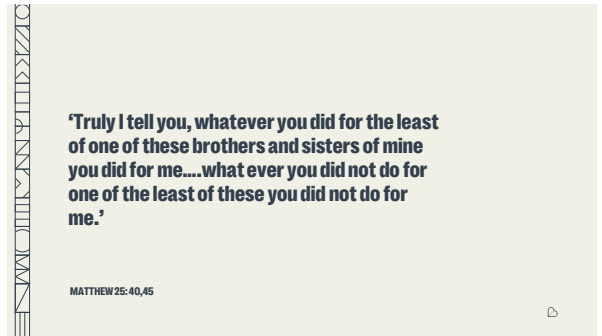 ‘Truly I tell you, whatever you did for the least
of one of these brothers and sisters of mine
you did for me....what ever you did not do for
one of the least of these you did not do for
me.’
MATTHEW 25:40,45